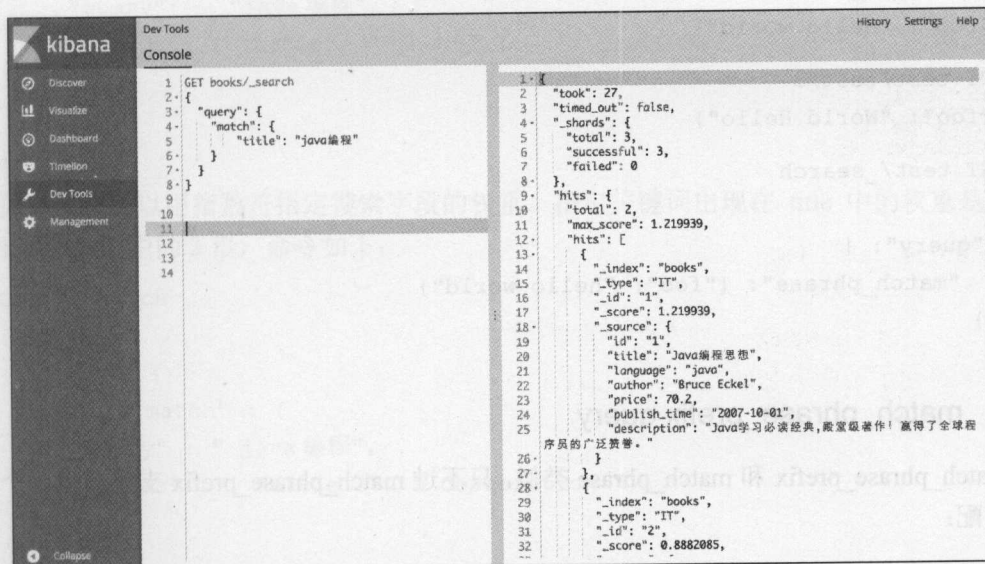 Dev Tools
History Settings Help
kibana
Console
Discover
Visualize
Dashboard
Timelion
Dev Tools
Management
Collapse
1 GET books/_search
2 {
3 "query": {
4 "match": {
5 "title": "java编程"
6 }
7 }
8 }
9
10
11
12
13
14
1 {
2 "took": 27,
3 "timed_out": false,
4 "_shards": {
5 "total": 3,
6 "successful": 3,
7 "failed": 0
8 },
9 "hits": {
10 "total": 2,
11 "max_score": 1.219939,
12 "hits": [
13 {
14 "_index": "books",
15 "_type": "IT",
16 "_id": "1",
17 "_score": 1.219939,
18 "_source": {
19 "id": "1",
20 "title": "Java编程思想",
21 "language": "java",
22 "author": "Bruce Eckel",
23 "price": 70.2,
24 "publish_time": "2007-10-01",
25 "description": "Java学习必读经典,殿堂级著作!赢得了全球程
序员的广泛赞誉。"
26 }
27 },
28 {
29 "_index": "books",
30 "_type": "IT",
31 "_id": "2",
32 "_score": 0.8882085,